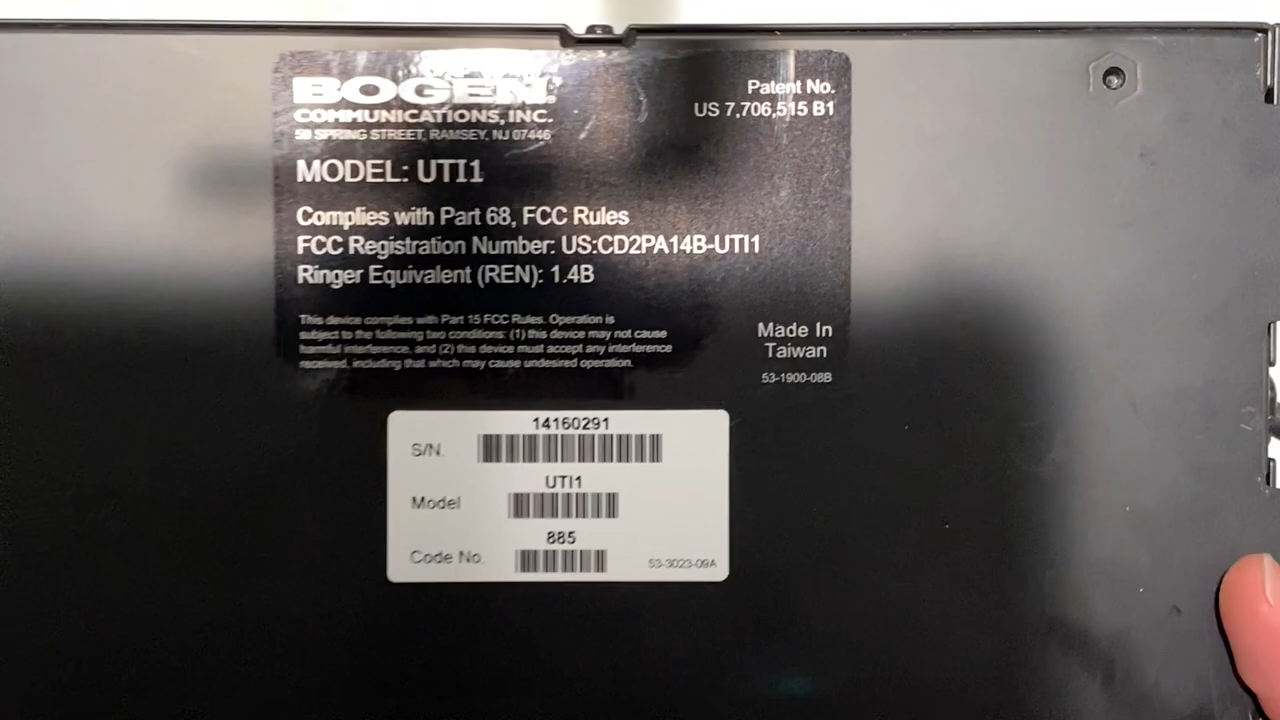 BOGEN
COMMUNICATIONS, INC.
50 SPRING STREET, RAMSEY, NJ 07446
Patent No.
US 7,706,515 B1
MODEL: UTI1
Complies with Part 68, FCC Rules
FCC Registration Number: US:CD2PA14B-UTI1
Ringer Equivalent (REN): 1.4B
This device complies with Part 15 FCC Rules. Operation is
subject to the following two conditions: (1) this device may not cause
harmful interference, and (2) this device must accept any interference
received, including that which may cause undesired operation.
Made In
Taiwan
53-1900-08B
14160291
S/N.
UTI1
Model
885
Code No.
53-3023-09A